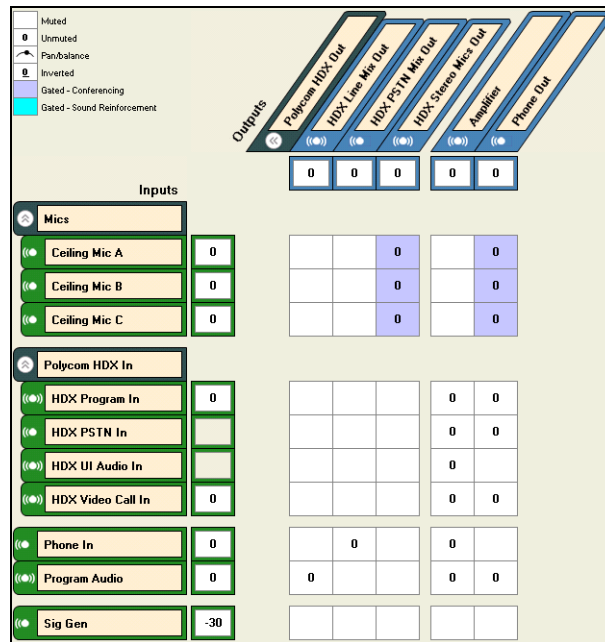 Muted
0 Unmuted
Pan/balance
0 Inverted
Gated - Conferencing
Gated - Sound Reinforcement
Outputs
Polycom HDX Out
HDX Line Mix Out
HDX PSTN Mix Out
HDX Stereo Mics Out
Amplifier
Phone Out
0 0 0 0 0
Inputs
Mics
Ceiling Mic A 0 0 0
Ceiling Mic B 0 0 0
Ceiling Mic C 0 0 0
Polycom HDX In
HDX Program In 0 0 0
HDX PSTN In 0 0
HDX UI Audio In 0
HDX Video Call In 0 0 0
Phone In 0 0 0
Program Audio 0 0 0 0
Sig Gen -30